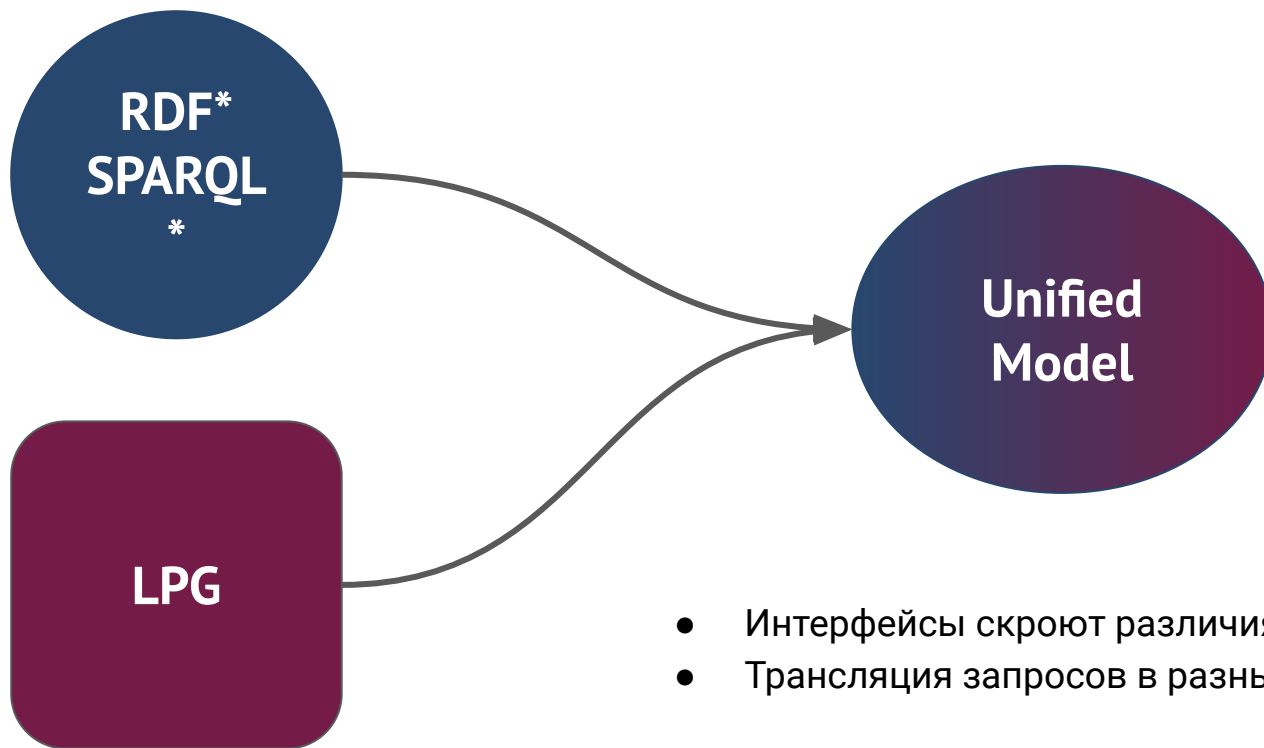 RDF*
SPARQL
*
Unified
Model
LPG
● Интерфейсы скроют
● Трансляция запросов в